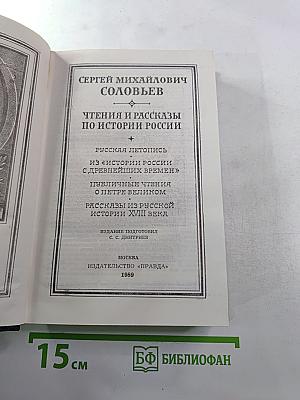 СЕРГЕЙ МИХАЙЛОВИЧ
СОЛОВЬЕВ
ЧТЕНИЯ И РАССКАЗЫ
ПО ИСТОРИИ РОССИИ
РУССКАЯ ЛЕТОПИСЬ
ИЗ «ИСТОРИИ РОССИИ
С ДРЕВНЕЙШИХ ВРЕМЕН»
ПУБЛИЧНЫЕ ЧТЕНИЯ
О ПЕТРЕ ВЕЛИКОМ
РАССКАЗЫ ИЗ РУССКОЙ
ИСТОРИИ XVIII ВЕКА
ИЗДАНИЕ ПОДГОТОВИЛ
С. С. ДМИТРИЕВ
МОСКВА
ИЗДАТЕЛЬСТВО «ПРАВДА»
1989
15 см
БФ БИБЛИОФАН